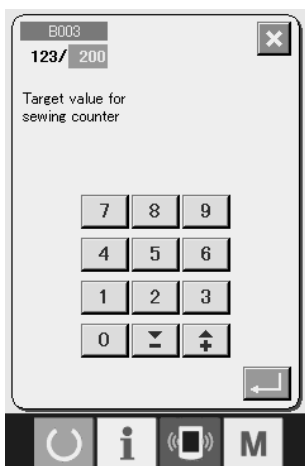 B003
123/ 200
Target value for
sewing counter
7 8 9
4 5 6
1 2 3
0
i M